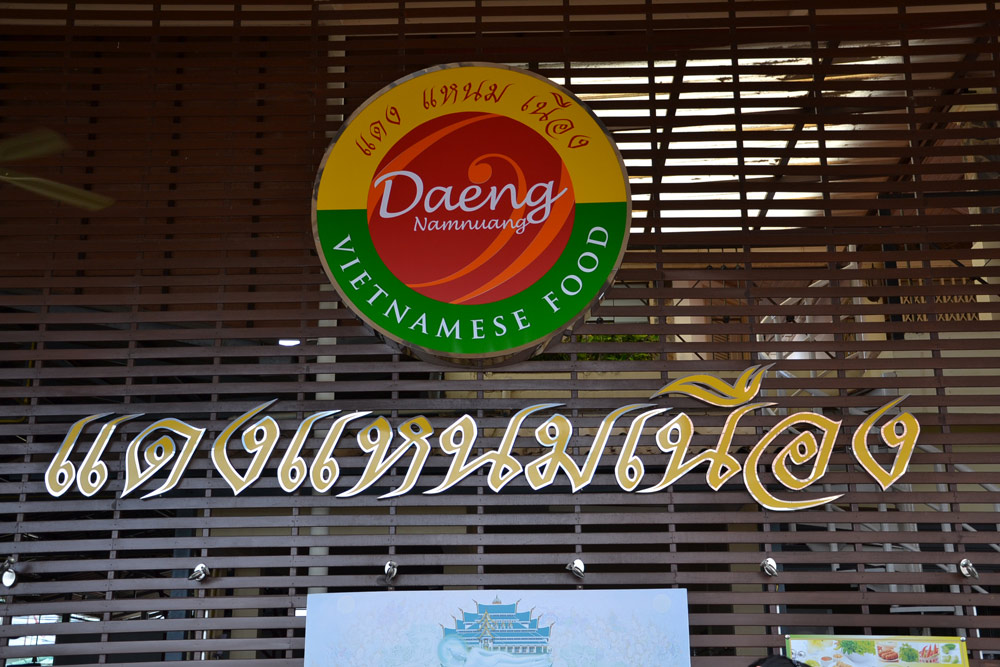 แดง แหนม เนือง
Daeng
Namnuang
VIETNAMESE FOOD
แดงแหนมเนือง